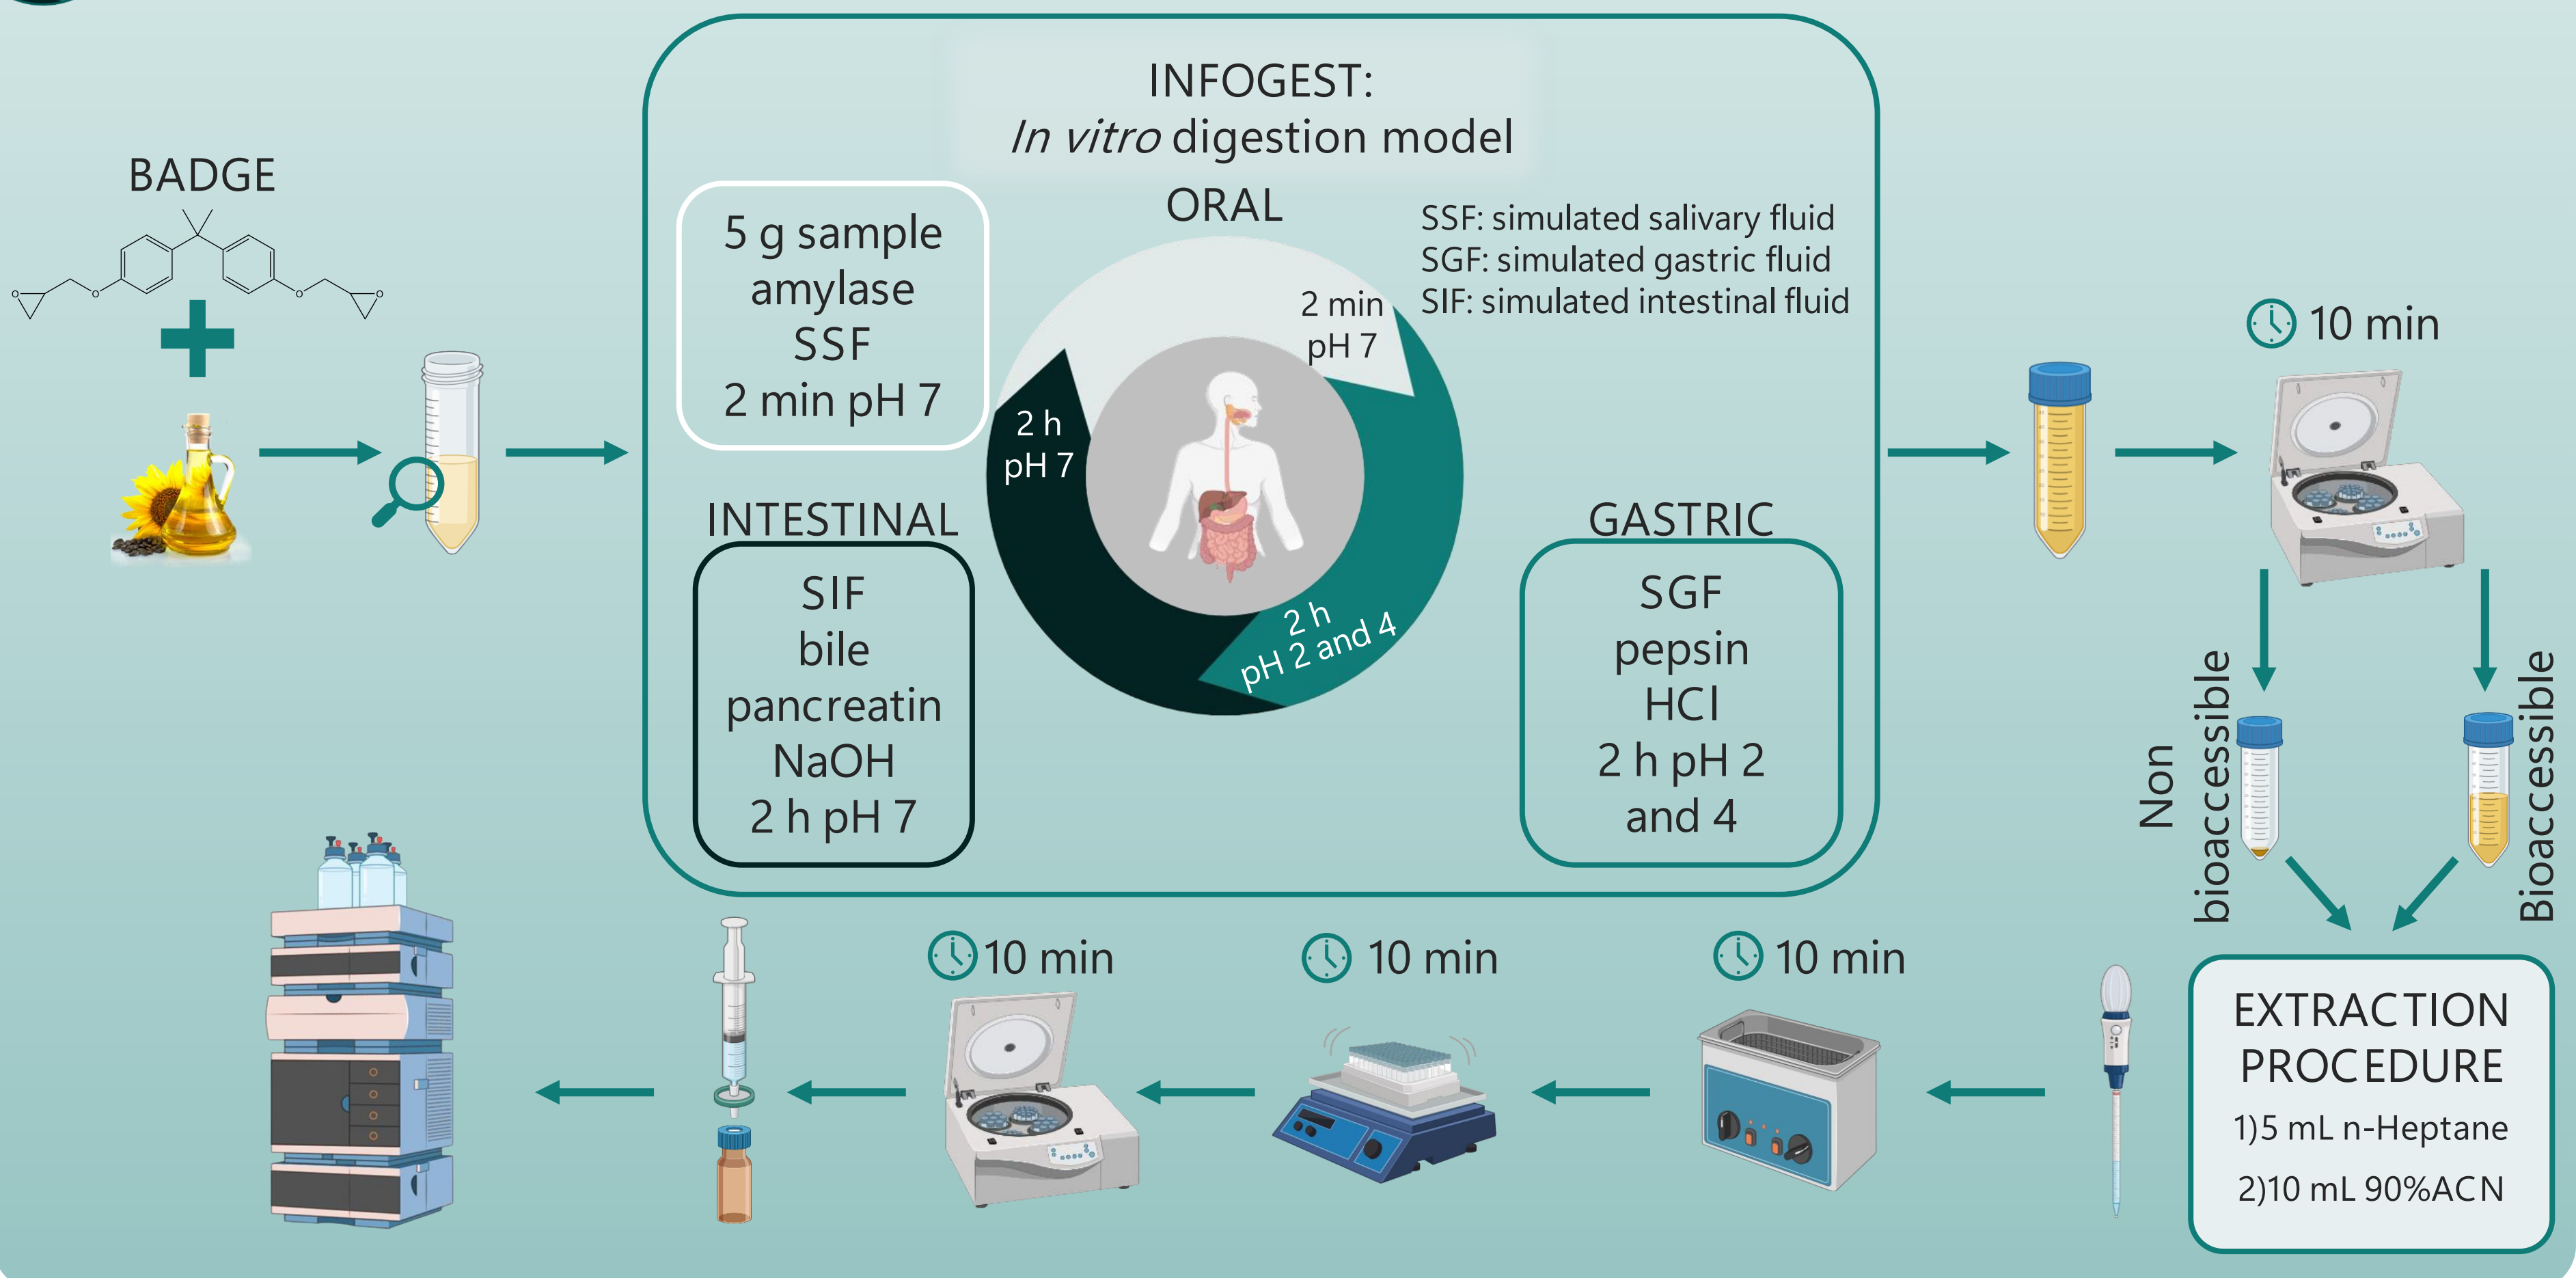 BADGE
INFOGEST:
In vitro digestion model
ORAL
5 g sample
amylase
SSF
2 min pH 7
SSF: simulated salivary fluid
SGF: simulated gastric fluid
SIF: simulated intestinal fluid
2 min
pH 7
2 h
pH 7
2 h
pH 2 and 4
INTESTINAL
SIF
bile
pancreatin
NaOH
2 h pH 7
GASTRIC
SGF
pepsin
HCl
2 h pH 2
and 4
10 min
Non
bioaccessible
Bioaccessible
EXTRACTION
PROCEDURE
1)5 mL n-Heptane
2)10 mL 90%ACN
10 min
10 min
10 min
O
O
O
O